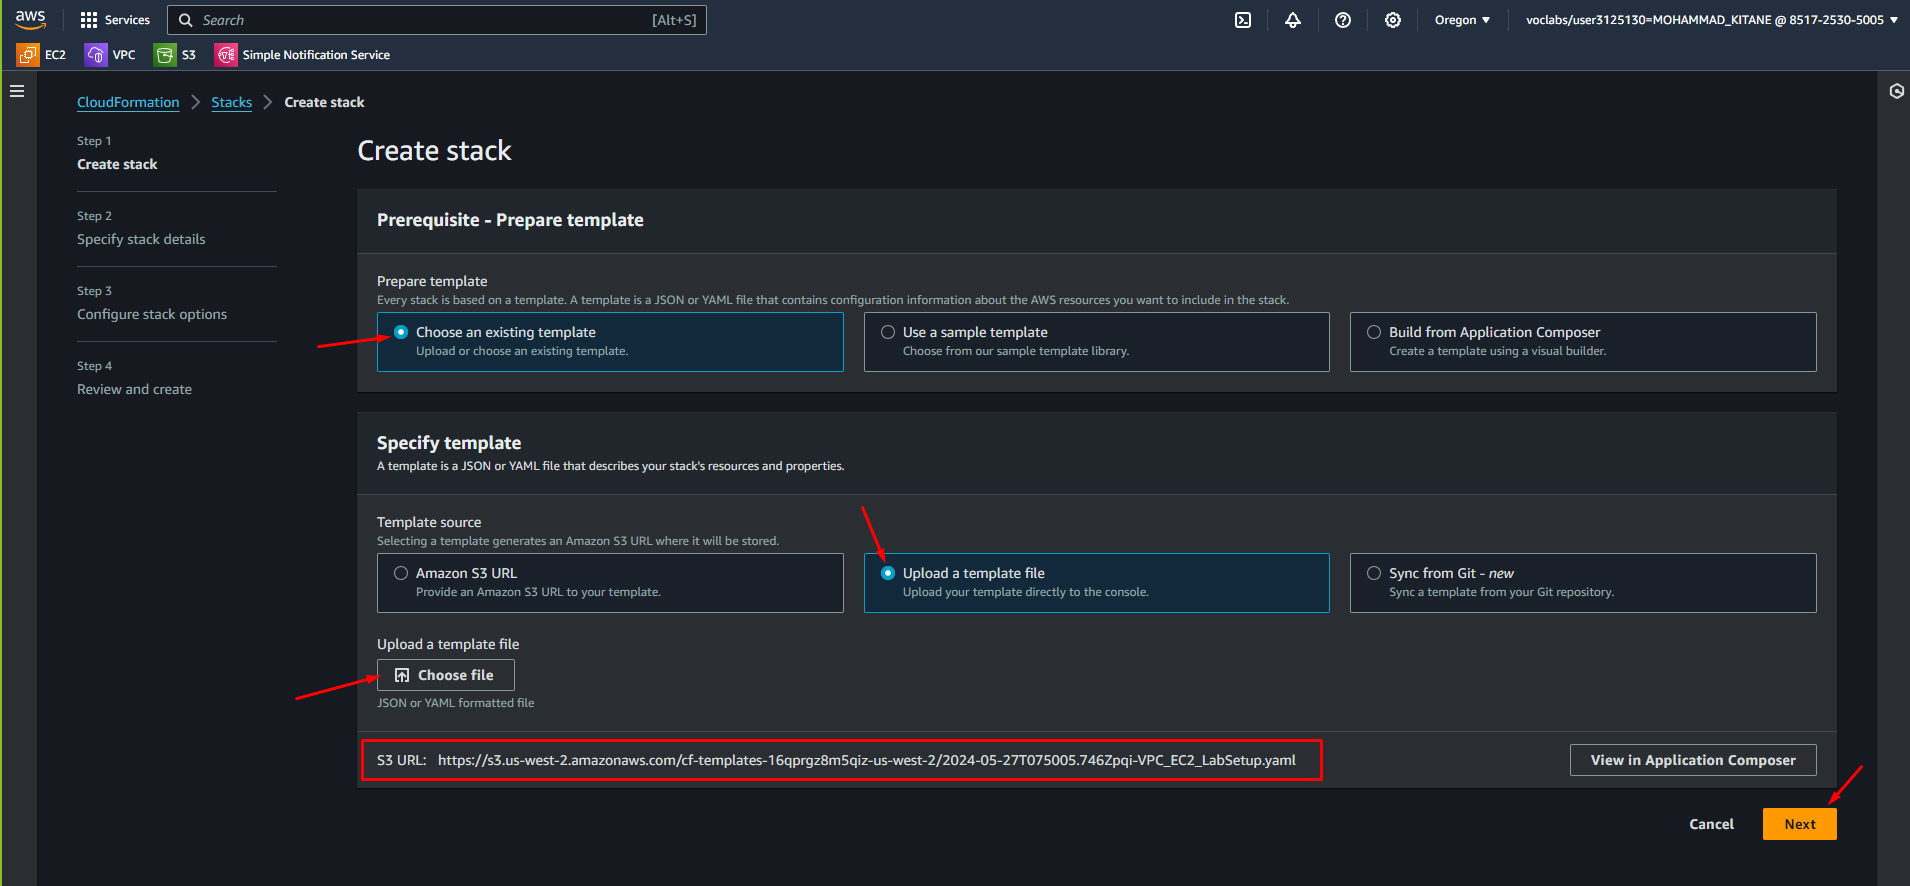 aws
Services
Search
[Alt+S]
Oregon
voclabs/user3125130=MOHAMMAD_KITANE @ 8517-2530-5005
EC2
VPC
S3
Simple Notification Service
CloudFormation
Stacks
Create stack
Step 1
Create stack
Step 2
Specify stack details
Step 3
Configure stack options
Step 4
Review and create
Create stack
Prerequisite - Prepare template
Prepare template
Every stack is based on a template. A template is a JSON or YAML file that contains configuration information about the AWS resources you want to include in the stack.
Choose an existing template
Upload or choose an existing template.
Use a sample template
Choose from our sample template library.
Build from Application Composer
Create a template using a visual builder.
Specify template
A template is a JSON or YAML file that describes your stack's resources and properties.
Template source
Selecting a template generates an Amazon S3 URL where it will be stored.
Amazon S3 URL
Provide an Amazon S3 URL to your template.
Upload a template file
Upload your template directly to the console.
Sync from Git - new
Sync a template from your Git repository.
Upload a template file
Choose file
JSON or YAML formatted file
S3 URL: https://s3.us-west-2.amazonaws.com/cf-templates-16qprgz8m5qiz-us-west-2/2024-05-27T075005.746Zpqi-VPC_EC2_LabSetup.yaml
View in Application Composer
Cancel
Next